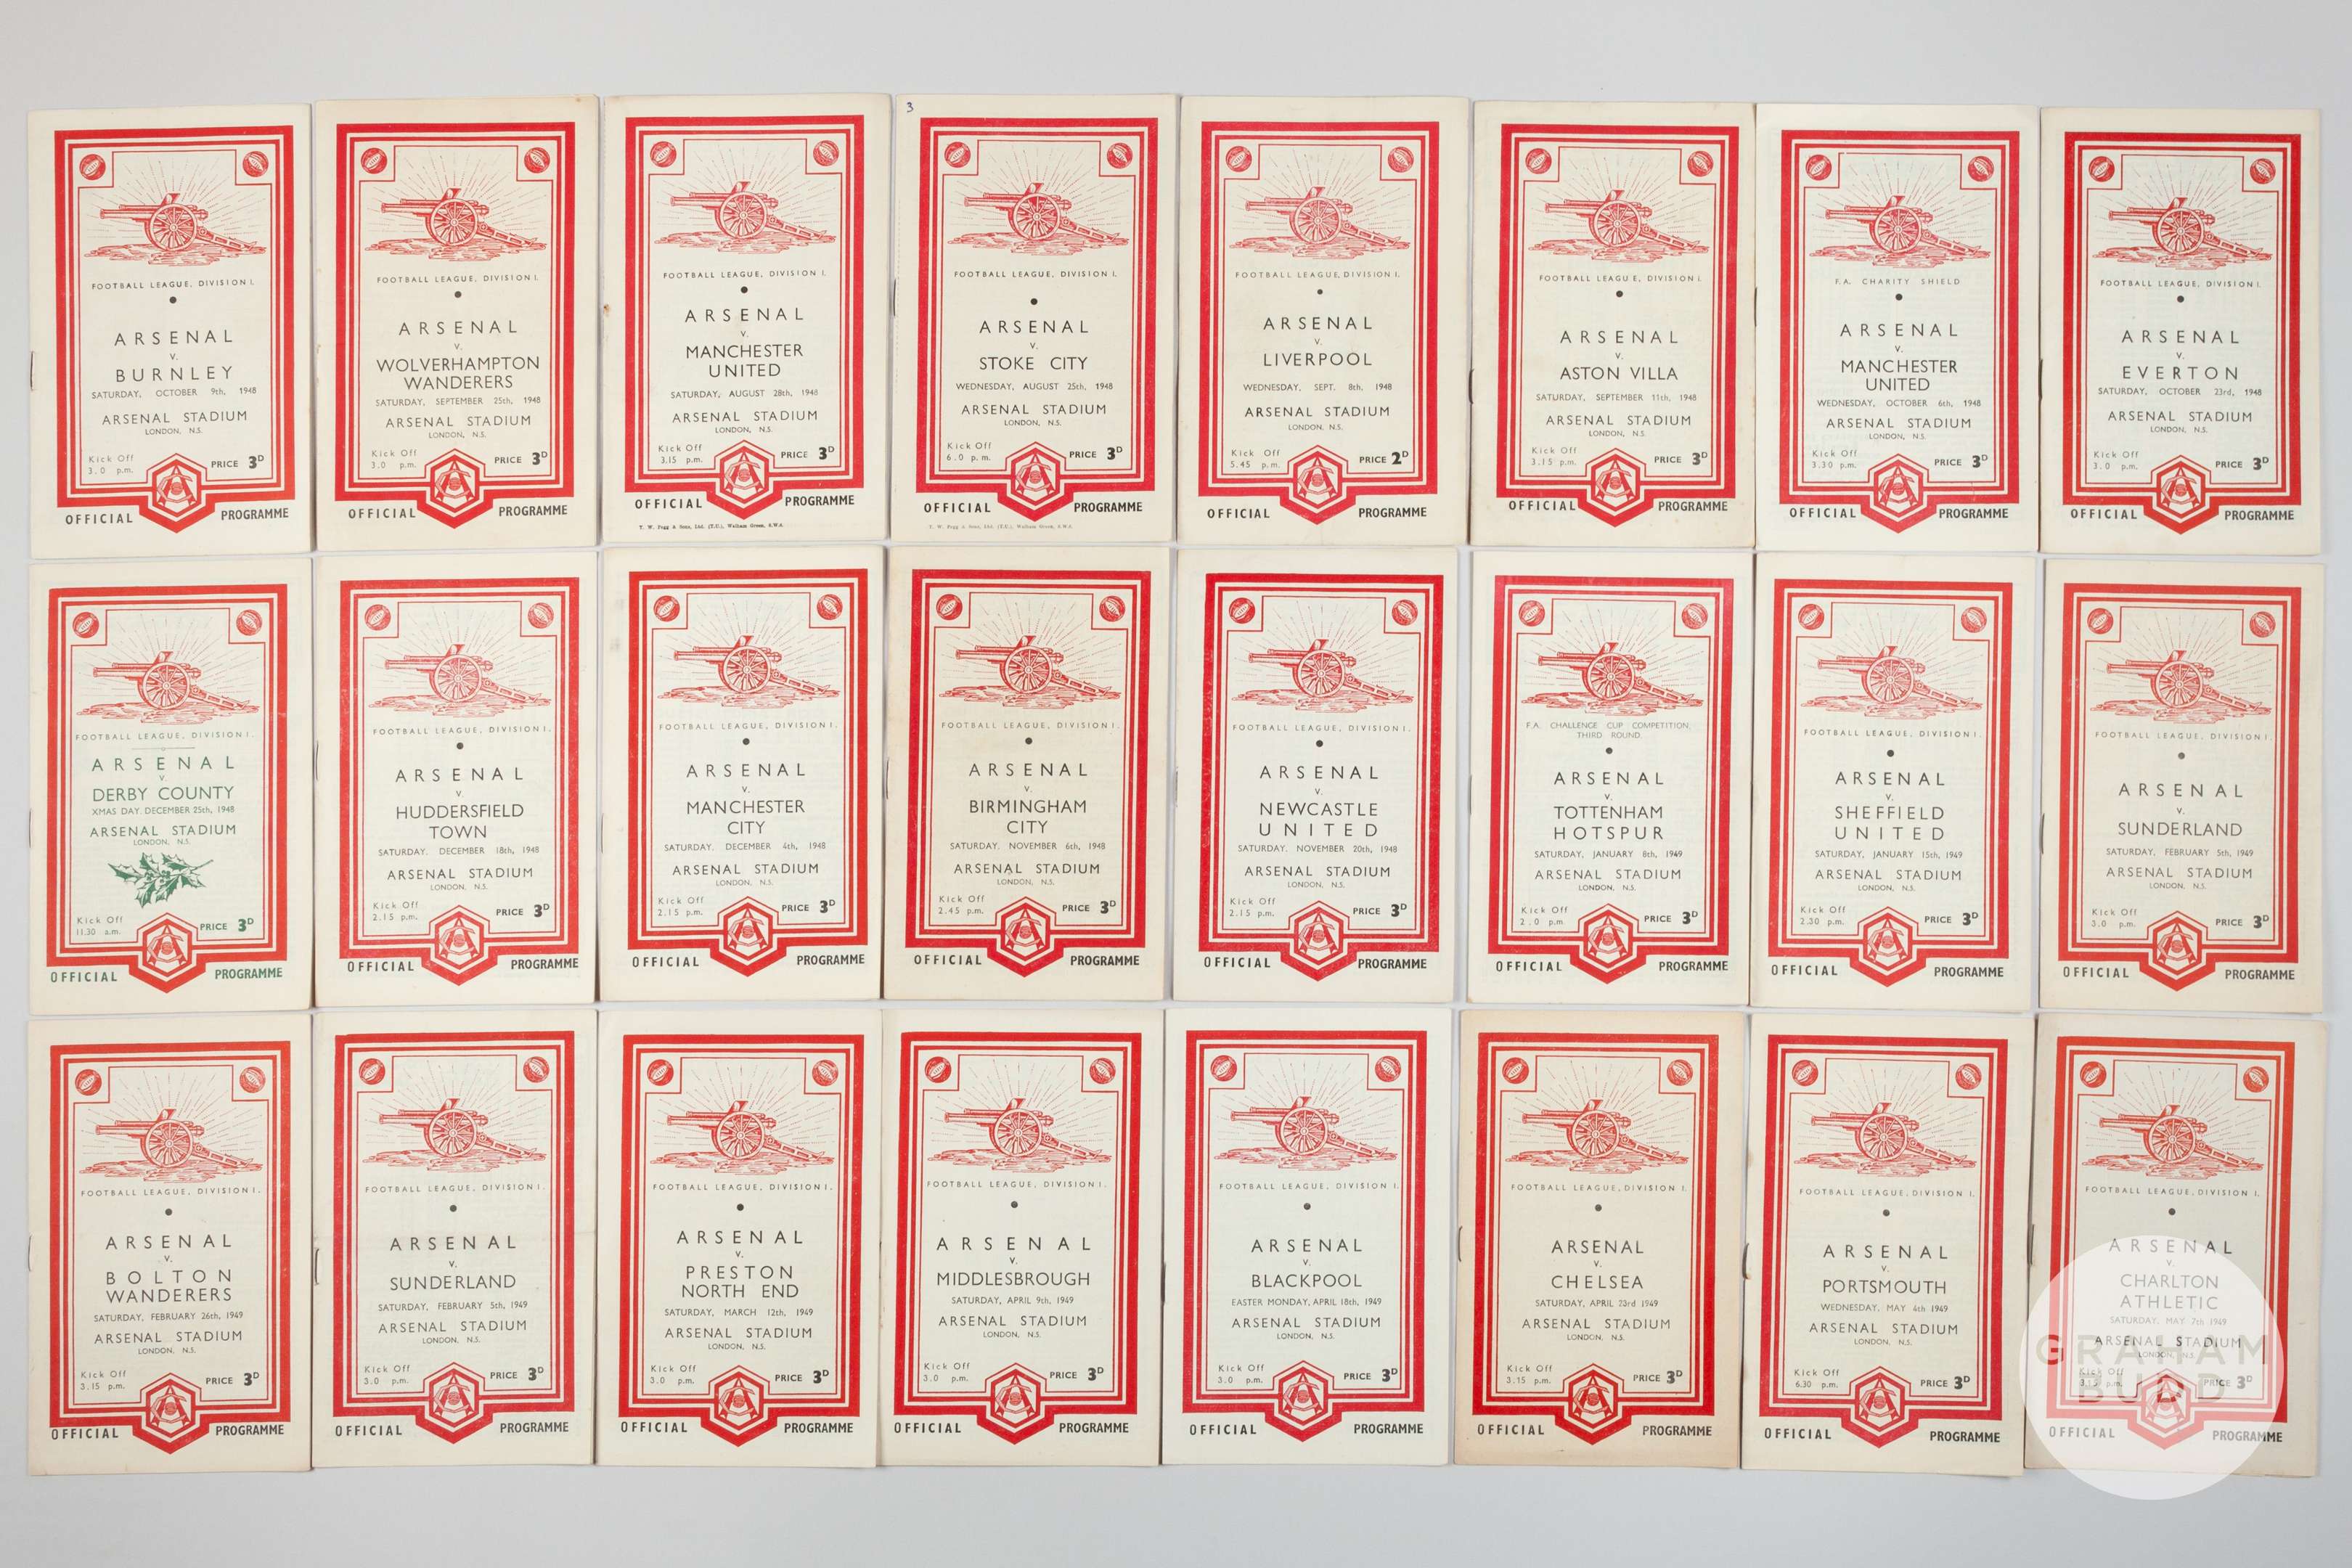 FOOTBALL LEAGUE, DIVISION I.
ARSENAL
v.
BURNLEY
SATURDAY, OCTOBER 9th, 1948
ARSENAL STADIUM
LONDON, N.5.
Kick Off
3.0 p.m.
PRICE 3D
OFFICIAL PROGRAMME
FOOTBALL LEAGUE, DIVISION I.
ARSENAL
v.
WOLVERHAMPTON
WANDERERS
SATURDAY, SEPTEMBER 25th, 1948
ARSENAL STADIUM
LONDON, N.5.
Kick Off
3.0 p.m.
PRICE 3D
OFFICIAL PROGRAMME
FOOTBALL LEAGUE, DIVISION I.
ARSENAL
v.
MANCHESTER
UNITED
SATURDAY, AUGUST 28th, 1948
ARSENAL STADIUM
LONDON, N.5.
Kick Off
3.15 p.m.
PRICE 3D
OFFICIAL PROGRAMME
T. W. Pegg & Sons, Ltd. (T.U.), Walham Green, S.W.6
3
FOOTBALL LEAGUE, DIVISION I.
ARSENAL
v.
STOKE CITY
WEDNESDAY, AUGUST 25th, 1948
ARSENAL STADIUM
LONDON, N.5.
Kick Off
6.0 p.m.
PRICE 3D
OFFICIAL PROGRAMME
T. W. Pegg & Sons, Ltd. (T.U.), Walham Green, S.W.6
FOOTBALL LEAGUE, DIVISION I.
ARSENAL
v.
LIVERPOOL
WEDNESDAY, SEPT. 8th, 1948
ARSENAL STADIUM
LONDON, N.5.
Kick Off
5.45 p.m.
PRICE 2D
OFFICIAL PROGRAMME
FOOTBALL LEAGUE, DIVISION I.
ARSENAL
v.
ASTON VILLA
SATURDAY, SEPTEMBER 11th, 1948
ARSENAL STADIUM
LONDON, N.5.
Kick Off
3.15 p.m.
PRICE 3D
OFFICIAL PROGRAMME
F.A. CHARITY SHIELD
ARSENAL
v.
MANCHESTER
UNITED
WEDNESDAY, OCTOBER 6th, 1948
ARSENAL STADIUM
LONDON, N.5.
Kick Off
3.30 p.m.
PRICE 3D
OFFICIAL PROGRAMME
FOOTBALL LEAGUE, DIVISION I.
ARSENAL
v.
EVERTON
SATURDAY, OCTOBER 23rd, 1948
ARSENAL STADIUM
LONDON, N.5.
Kick Off
3.0 p.m.
PRICE 3D
OFFICIAL PROGRAMME
FOOTBALL LEAGUE, DIVISION I.
ARSENAL
v.
DERBY COUNTY
XMAS DAY. DECEMBER 25th, 1948
ARSENAL STADIUM
LONDON, N.5.
Kick Off
11.30 a.m.
PRICE 3D
OFFICIAL PROGRAMME
FOOTBALL LEAGUE, DIVISION I.
ARSENAL
v.
HUDDERSFIELD
TOWN
SATURDAY. DECEMBER 18th, 1948
ARSENAL STADIUM
LONDON, N.5.
Kick Off
2.15 p.m.
PRICE 3D
OFFICIAL PROGRAMME
FOOTBALL LEAGUE, DIVISION I.
ARSENAL
v.
MANCHESTER
CITY
SATURDAY. DECEMBER 4th, 1948
ARSENAL STADIUM
LONDON, N.5.
Kick Off
2.15 p.m.
PRICE 3D
OFFICIAL PROGRAMME
FOOTBALL LEAGUE, DIVISION I.
ARSENAL
v.
BIRMINGHAM
CITY
SATURDAY. NOVEMBER 6th, 1948
ARSENAL STADIUM
LONDON, N.5.
Kick Off
2.45 p.m.
PRICE 3D
OFFICIAL PROGRAMME
FOOTBALL LEAGUE, DIVISION I.
ARSENAL
v.
NEWCASTLE
UNITED
SATURDAY. NOVEMBER 20th, 1948
ARSENAL STADIUM
LONDON, N.5.
Kick Off
2.15 p.m.
PRICE 3D
OFFICIAL PROGRAMME
F.A. CHALLENCE CUP COMPETITION,
THIRD ROUND.
ARSENAL
v.
TOTTENHAM
HOTSPUR
SATURDAY, JANUARY 8th, 1949
ARSENAL STADIUM
LONDON, N.5.
Kick Off
2.0 p.m.
PRICE 3D
OFFICIAL PROGRAMME
FOOTBALL LEAGUE, DIVISION I.
ARSENAL
v.
SHEFFIELD
UNITED
SATURDAY, JANUARY 15th, 1949
ARSENAL STADIUM
LONDON, N.5.
Kick Off
2.30 p.m.
PRICE 3D
OFFICIAL PROGRAMME
FOOTBALL LEAGUE, DIVISION I.
ARSENAL
v.
SUNDERLAND
SATURDAY, FEBRUARY 5th, 1949
ARSENAL STADIUM
LONDON, N.5.
Kick Off
3.0 p.m.
PRICE 3D
OFFICIAL PROGRAMME
FOOTBALL LEAGUE, DIVISION I.
ARSENAL
v.
BOLTON
WANDERERS
SATURDAY, FEBRUARY 26th, 1949
ARSENAL STADIUM
LONDON, N.5.
Kick Off
3.15 p.m.
PRICE 3D
OFFICIAL PROGRAMME
FOOTBALL LEAGUE, DIVISION I.
ARSENAL
v.
SUNDERLAND
SATURDAY, FEBRUARY 5th, 1949
ARSENAL STADIUM
LONDON, N.5.
Kick Off
3.0 p.m.
PRICE 3D
OFFICIAL PROGRAMME
FOOTBALL LEAGUE, DIVISION I.
ARSENAL
v.
PRESTON
NORTH END
SATURDAY, MARCH 12th, 1949
ARSENAL STADIUM
LONDON, N.5.
Kick Off
3.0 p.m.
PRICE 3D
OFFICIAL PROGRAMME
FOOTBALL LEAGUE, DIVISION I.
ARSENAL
v.
MIDDLESBROUGH
SATURDAY, APRIL 9th, 1949
ARSENAL STADIUM
LONDON, N.5.
Kick Off
3.0 p.m.
PRICE 3D
OFFICIAL PROGRAMME
FOOTBALL LEAGUE, DIVISION I.
ARSENAL
v.
BLACKPOOL
EASTER MONDAY, APRIL 18th, 1949
ARSENAL STADIUM
LONDON, N.5.
Kick Off
3.0 p.m.
PRICE 3D
OFFICIAL PROGRAMME
FOOTBALL LEAGUE, DIVISION I.
ARSENAL
v.
CHELSEA
SATURDAY, APRIL 23rd 1949
ARSENAL STADIUM
LONDON, N.5.
Kick Off
3.15 p.m.
PRICE 3D
OFFICIAL PROGRAMME
FOOTBALL LEAGUE, DIVISION I.
ARSENAL
v.
PORTSMOUTH
WEDNESDAY, MAY 4th 1949
ARSENAL STADIUM
LONDON, N.5.
Kick Off
6.30 p.m.
PRICE 3D
OFFICIAL PROGRAMME
FOOTBALL LEAGUE, DIVISION I.
ARSENAL
v.
CHARLTON
ATHLETIC
SATURDAY, MAY 7th 1949
ARSENAL STADIUM
LONDON, N.5.
Kick Off
3.15 p.m.
PRICE 3D
OFFICIAL PROGRAMME
GRAHAM
BUDD